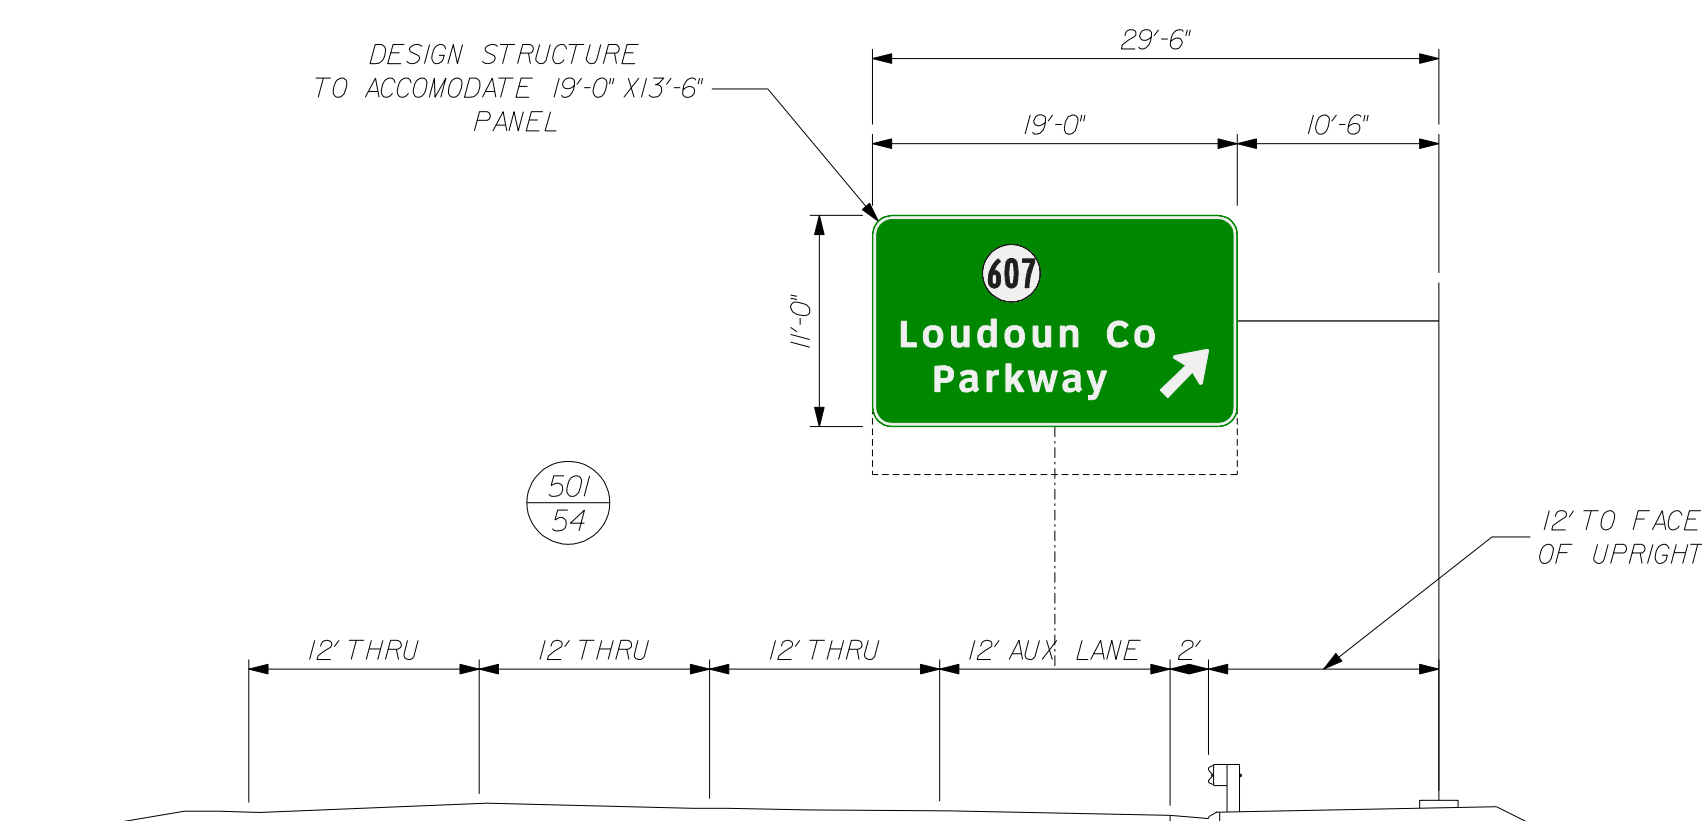 DESIGN STRUCTURE
TO ACCOMODATE 19'-0" X13'-6"
PANEL
29'-6"
19'-0"
10'-6"
11'-0"
607
Loudoun Co
Parkway
501
54
12' TO FACE
OF UPRIGHT
12' THRU
12' THRU
12' THRU
12' AUX LANE
2'